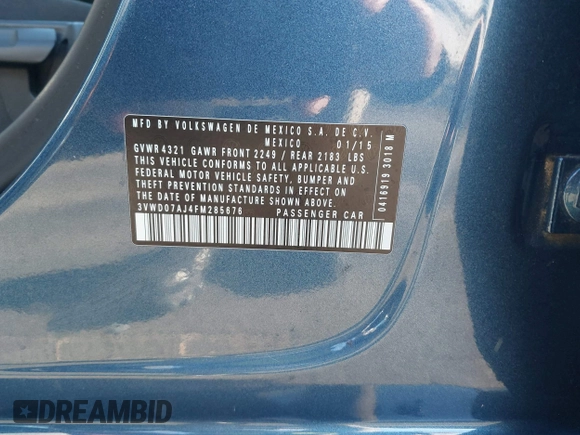 MFD BY VOLKSWAGEN DE MEXICO S.A. DE C.V.
MEXICO 01/15
GVWR 4321 GAWR FRONT 2249 / REAR 2183 LBS
THIS VEHICLE CONFORMS TO ALL APPLICABLE U.S.
FEDERAL MOTOR VEHICLE SAFETY, BUMPER AND
THEFT PREVENTION STANDARDS IN EFFECT ON
THE DATE OF MANUFACTURE SHOWN ABOVE.
3VWD07AJ4FM285676 PASSENGER CAR
0416919 3018 M
DREAMBID